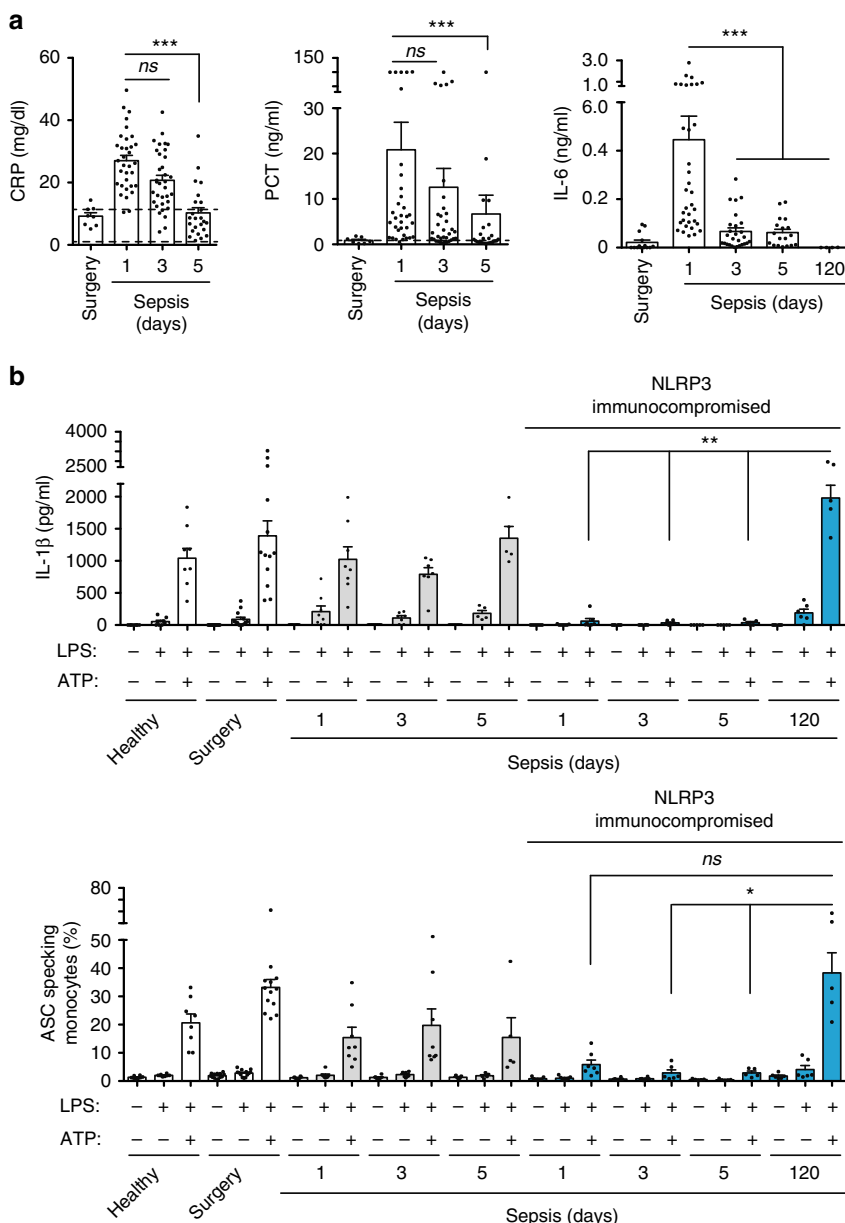 a
***
ns
60
40
20
0
CRP (mg/dl)
1 3 5
Surgery
Sepsis
(days)
***
ns
150
30
20
10
0
PCT (ng/ml)
1 3 5
Surgery
Sepsis
(days)
***
3.0
1.0
6.0
0.4
0.2
0
IL-6 (ng/ml)
1 3 5 120
Surgery
Sepsis (days)
b
NLRP3
immunocompromised
**
4000
2500
2000
1500
1000
500
0
IL-1β (pg/ml)
LPS: − + + − + + − + + − + + − + + − + + − + + − + + − + +
ATP: − − + − − + − − + − − + − − + − − + − − + − − + − − +
Healthy Surgery 1 3 5 1 3 5 120
Sepsis (days)
NLRP3
immunocompromised
ns
*
80
50
40
30
20
10
0
ASC specking
monocytes (%)
LPS: − + + − + + − + + − + + − + + − + + − + + − + + − + +
ATP: − − + − − + − − + − − + − − + − − + − − + − − + − − +
Healthy Surgery 1 3 5 1 3 5 120
Sepsis (days)